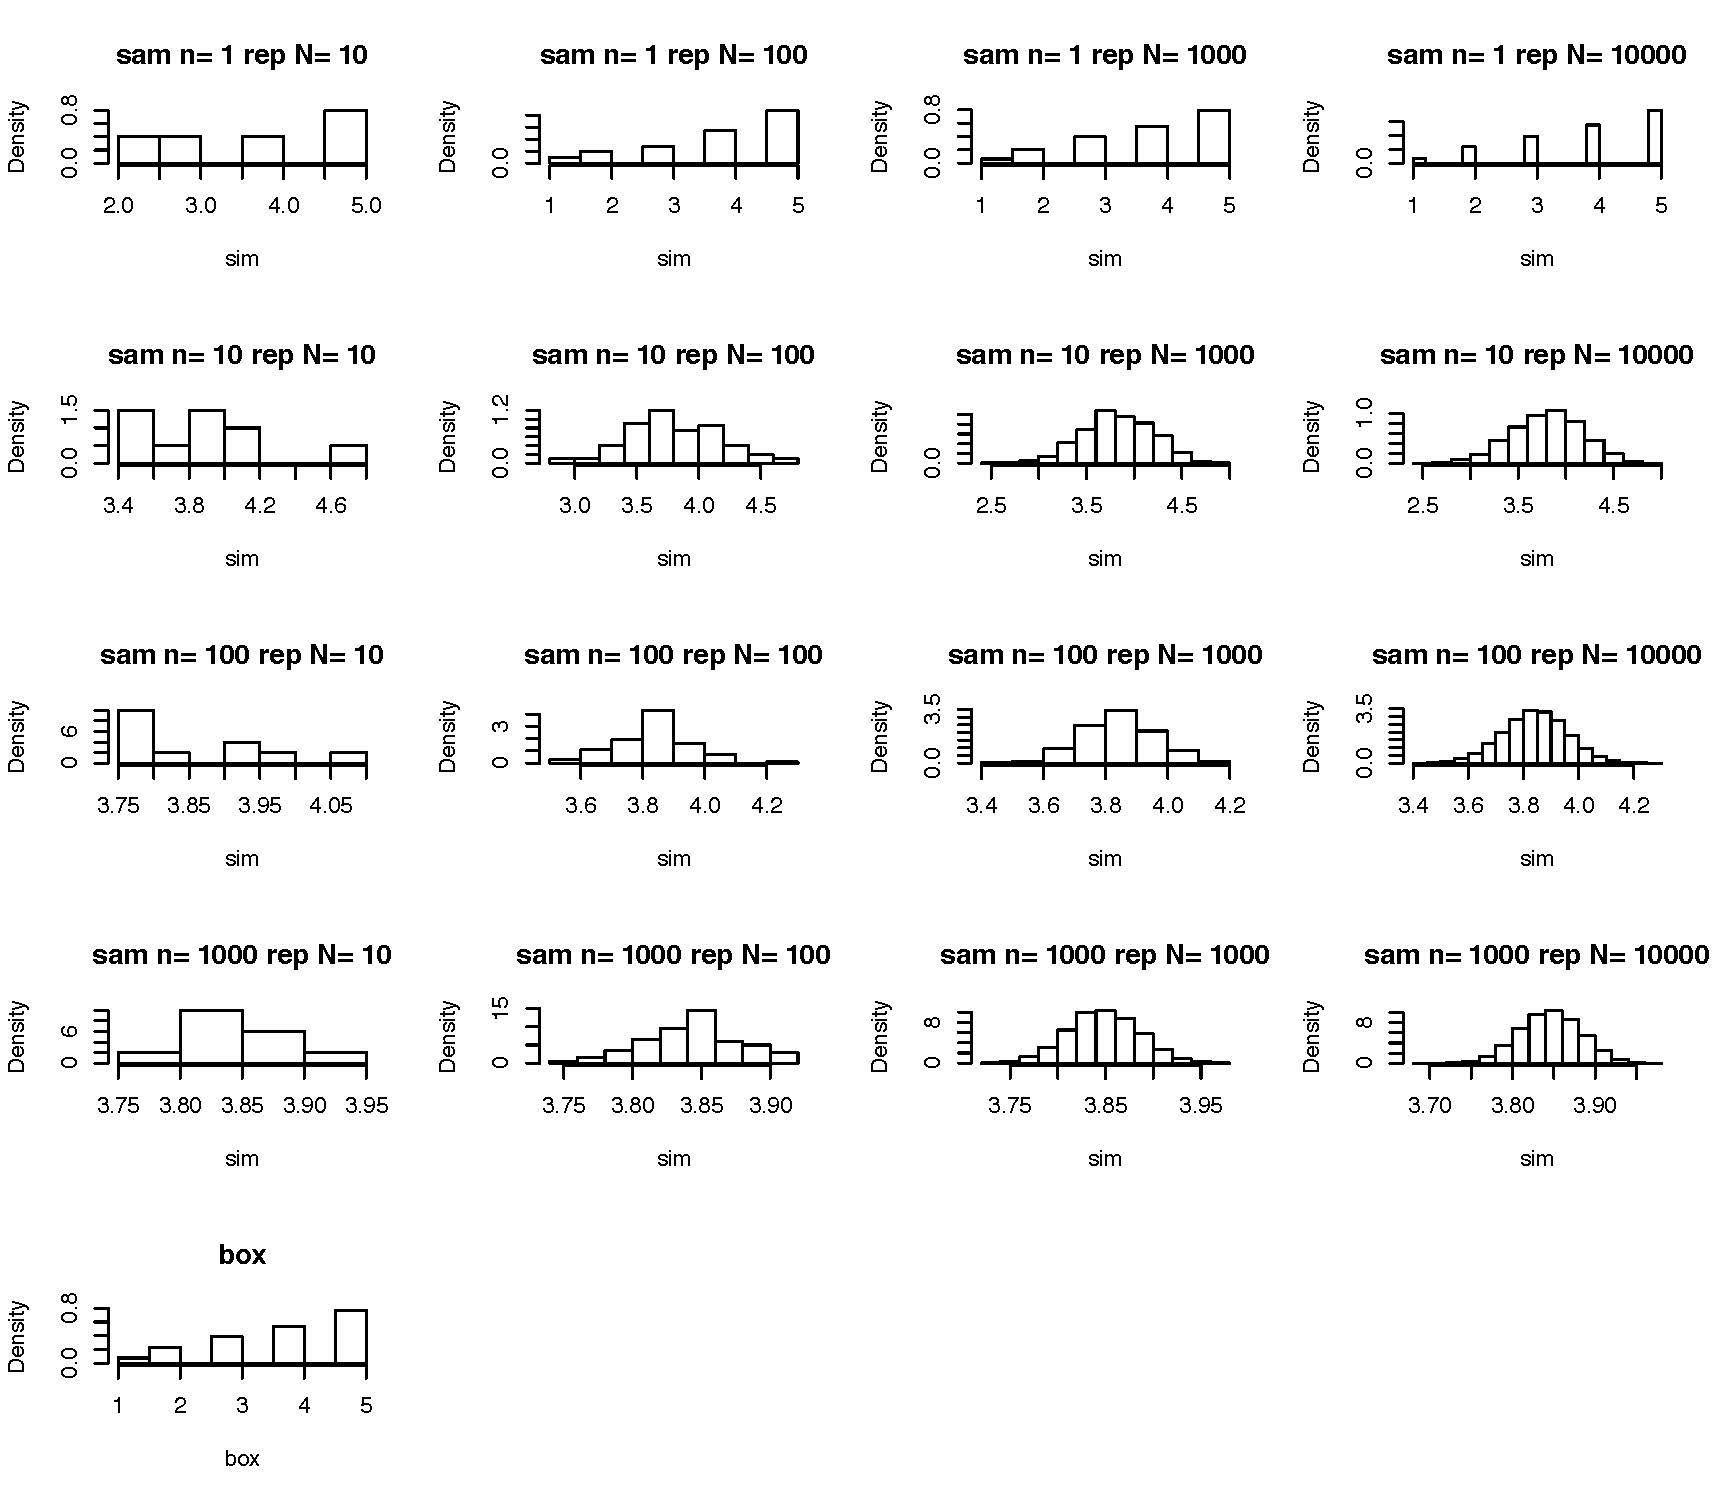 sam n= 1 rep N= 10
Density
0.0 0.8
2.0 3.0 4.0 5.0
sim
sam n= 1 rep N= 100
Density
0.0
1 2 3 4 5
sim
sam n= 1 rep N= 1000
Density
0.0 0.8
1 2 3 4 5
sim
sam n= 1 rep N= 10000
Density
0.0
1 2 3 4 5
sim
sam n= 10 rep N= 10
Density
0.0 1.5
3.4 3.8 4.2 4.6
sim
sam n= 10 rep N= 100
Density
0.0 1.2
3.0 3.5 4.0 4.5
sim
sam n= 10 rep N= 1000
Density
0.0
2.5 3.5 4.5
sim
sam n= 10 rep N= 10000
Density
0.0 1.0
2.5 3.5 4.5
sim
sam n= 100 rep N= 10
Density
0 6
3.75 3.85 3.95 4.05
sim
sam n= 100 rep N= 100
Density
0 3
3.6 3.8 4.0 4.2
sim
sam n= 100 rep N= 1000
Density
0.0 3.5
3.4 3.6 3.8 4.0 4.2
sim
sam n= 100 rep N= 10000
Density
0.0 3.5
3.4 3.6 3.8 4.0 4.2
sim
sam n= 1000 rep N= 10
Density
0 6
3.75 3.80 3.85 3.90 3.95
sim
sam n= 1000 rep N= 100
Density
0 15
3.75 3.80 3.85 3.90
sim
sam n= 1000 rep N= 1000
Density
0 8
3.75 3.85 3.95
sim
sam n= 1000 rep N= 10000
Density
0 8
3.70 3.80 3.90
sim
box
Density
0.0 0.8
1 2 3 4 5
box